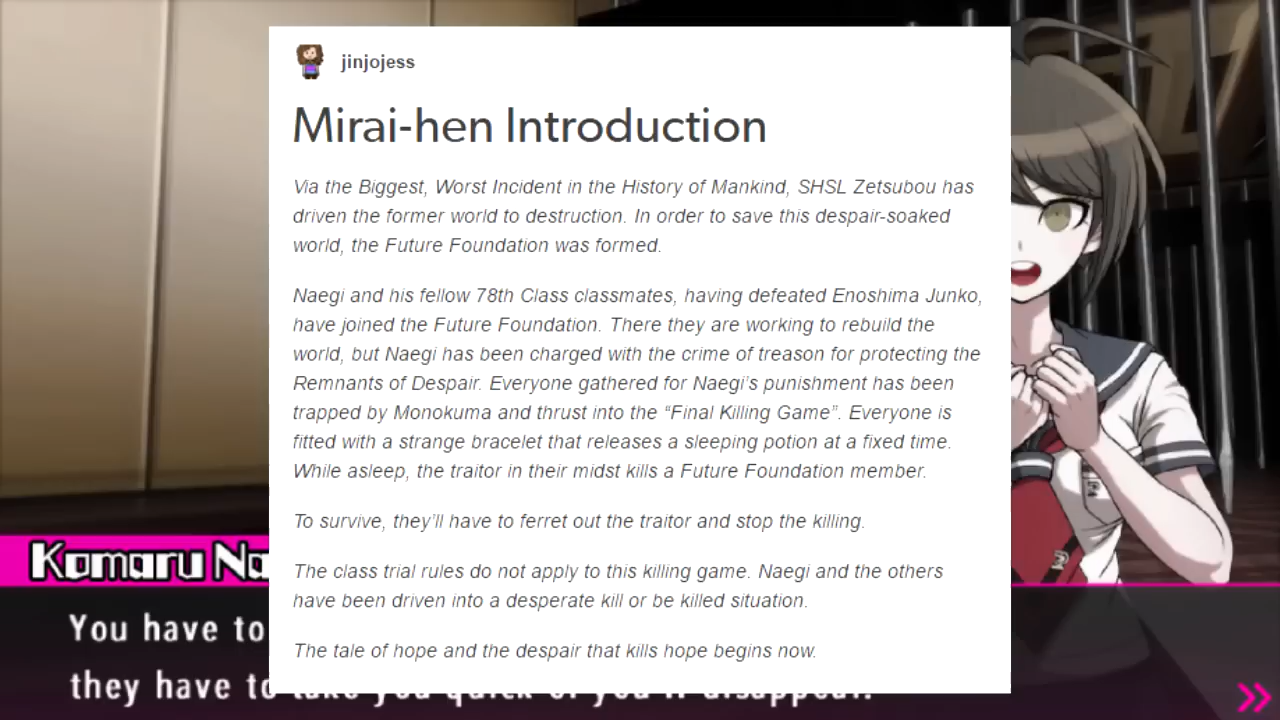 jinjojess
Mirai-hen Introduction
Via the Biggest, Worst Incident in the History of Mankind, SHSL Zetsubou has
driven the former world to destruction. In order to save this despair-soaked
world, the Future Foundation was formed.
Naegi and his fellow 78th Class classmates, having defeated Enoshima Junko,
have joined the Future Foundation. There they are working to rebuild the
world, but Naegi has been charged with the crime of treason for protecting the
Remnants of Despair. Everyone gathered for Naegi's punishment has been
trapped by Monokuma and thrust into the “Final Killing Game”. Everyone is
fitted with a strange bracelet that releases a sleeping potion at a fixed time.
While asleep, the traitor in their midst kills a Future Foundation member.
To survive, they'll have to ferret out the traitor and stop the killing.
The class trial rules do not apply to this killing game. Naegi and the others
have been driven into a desperate kill or be killed situation.
The tale of hope and the despair that kills hope begins now.
Komaru Na
You have to
they have to take you quick or you'll disappear!